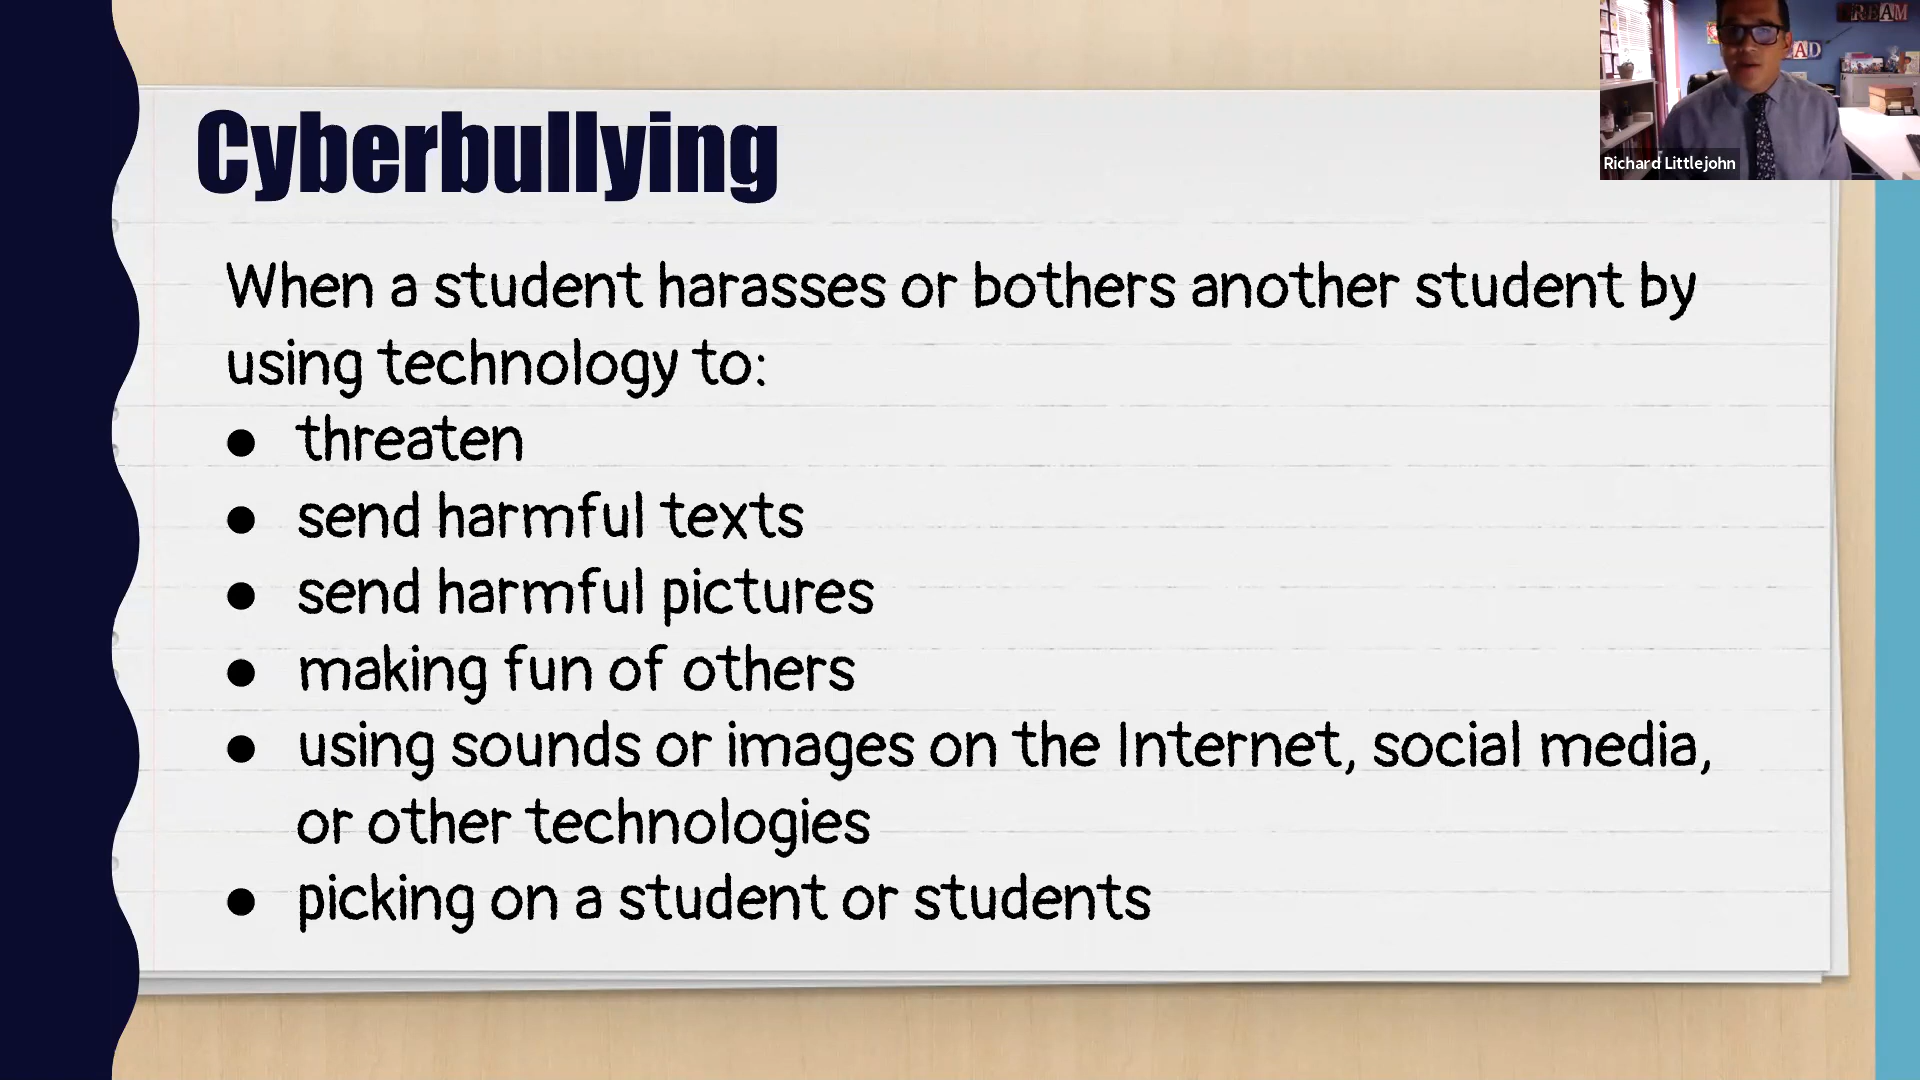 Cyberbullying
When a student harasses or bothers another student by
using technology to:
● threaten
● send harmful texts
● send harmful pictures
● making fun of others
● using sounds or images on the Internet, social media,
or other technologies
● picking on a student or students
DREAM
Richard Littlejohn